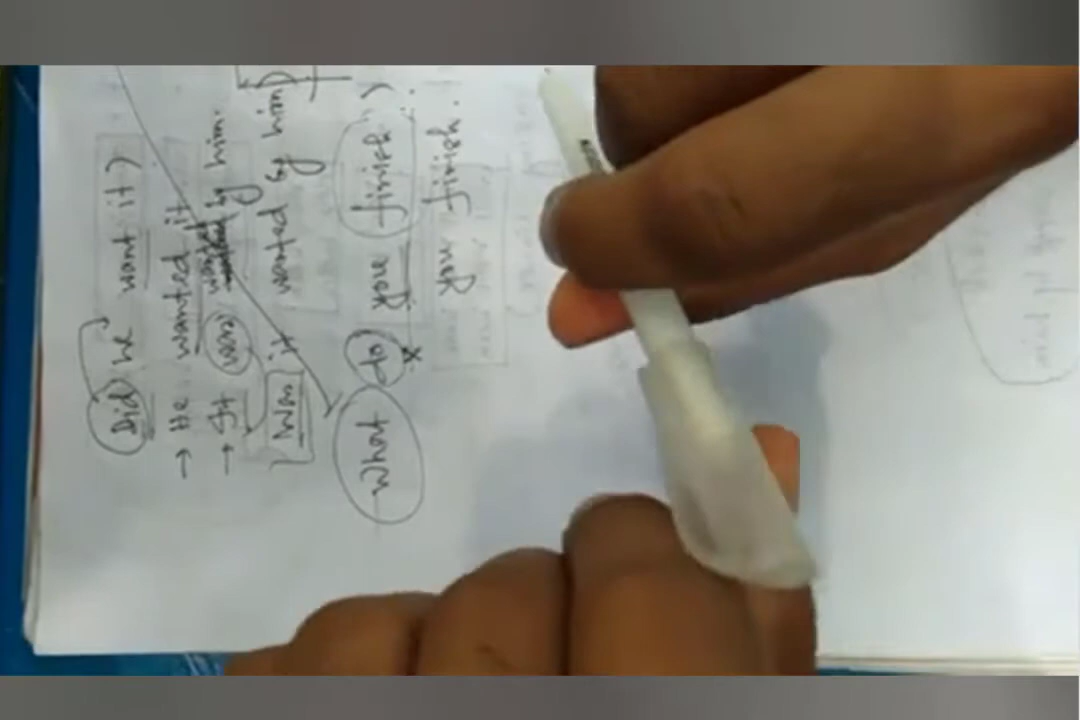 Did he want it?
→ He wanted it.
→ It was wanted by him.
Was it wanted by him
What do you finish?
you finish.